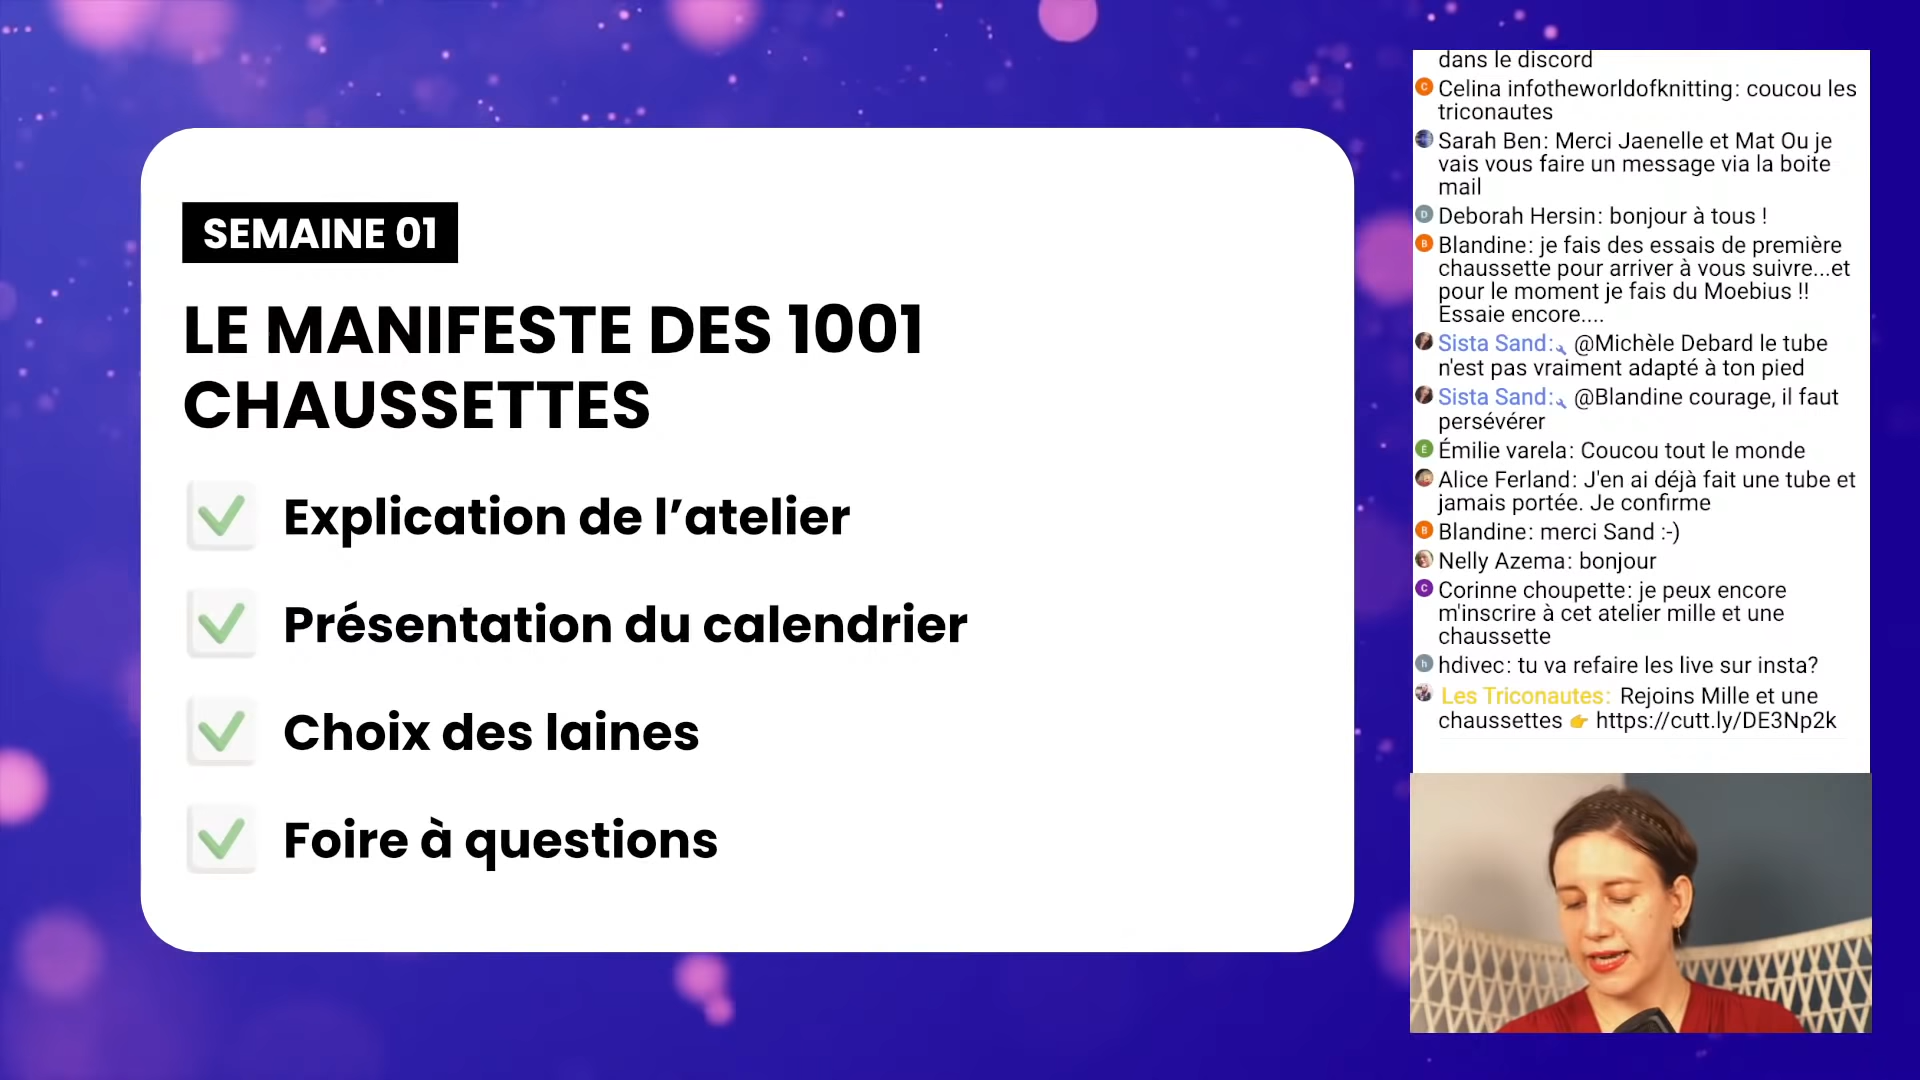 SEMAINE 01
LE MANIFESTE DES 1001
CHAUSSETTES
Explication de l’atelier
Présentation du calendrier
Choix des laines
Foire à questions
dans le discord
Celina infotheworldofknitting: coucou les
triconautes
Sarah Ben: Merci Jaenelle et Mat Ou je
vais vous faire un message via la boite
mail
Deborah Hersin: bonjour à tous !
Blandine: je fais des essais de première
chaussette pour arriver à vous suivre...et
pour le moment je fais du Moebius !!
Essaie encore....
Sista Sand: @Michèle Debard le tube
n'est pas vraiment adapté à ton pied
Sista Sand: @Blandine courage, il faut
persévérer
Émilie varela: Coucou tout le monde
Alice Ferland: J'en ai déjà fait une tube et
jamais portée. Je confirme
Blandine: merci Sand :-)
Nelly Azema: bonjour
Corinne choupette: je peux encore
m'inscrire à cet atelier mille et une
chaussette
hdivec: tu va refaire les live sur insta?
Les Triconautes: Rejoins Mille et une
chaussettes 👉 https://cutt.ly/DE3Np2k